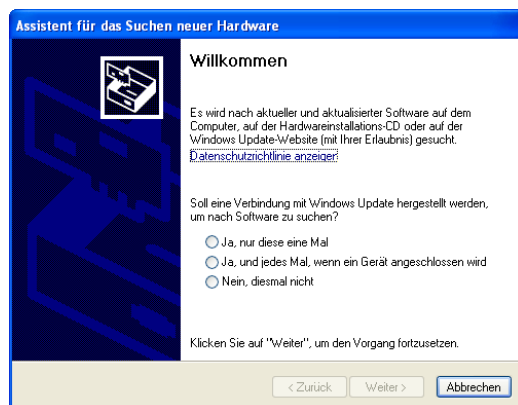 Assistent für das Suchen neuer Hardware
Willkommen
Es wird nach aktueller und aktualisierter Software auf dem
Computer, auf der Hardwareinstallations-CD oder auf der
Windows Update-Website (mit Ihrer Erlaubnis) gesucht.
Datenschutzrichtlinie anzeigen
Soll eine Verbindung mit Windows Update hergestellt werden,
um nach Software zu suchen?
Ja, nur diese eine Mal
Ja, und jedes Mal, wenn ein Gerät angeschlossen wird
Nein, diesmal nicht
Klicken Sie auf "Weiter", um den Vorgang fortzusetzen.
< Zurück
Weiter >
Abbrechen